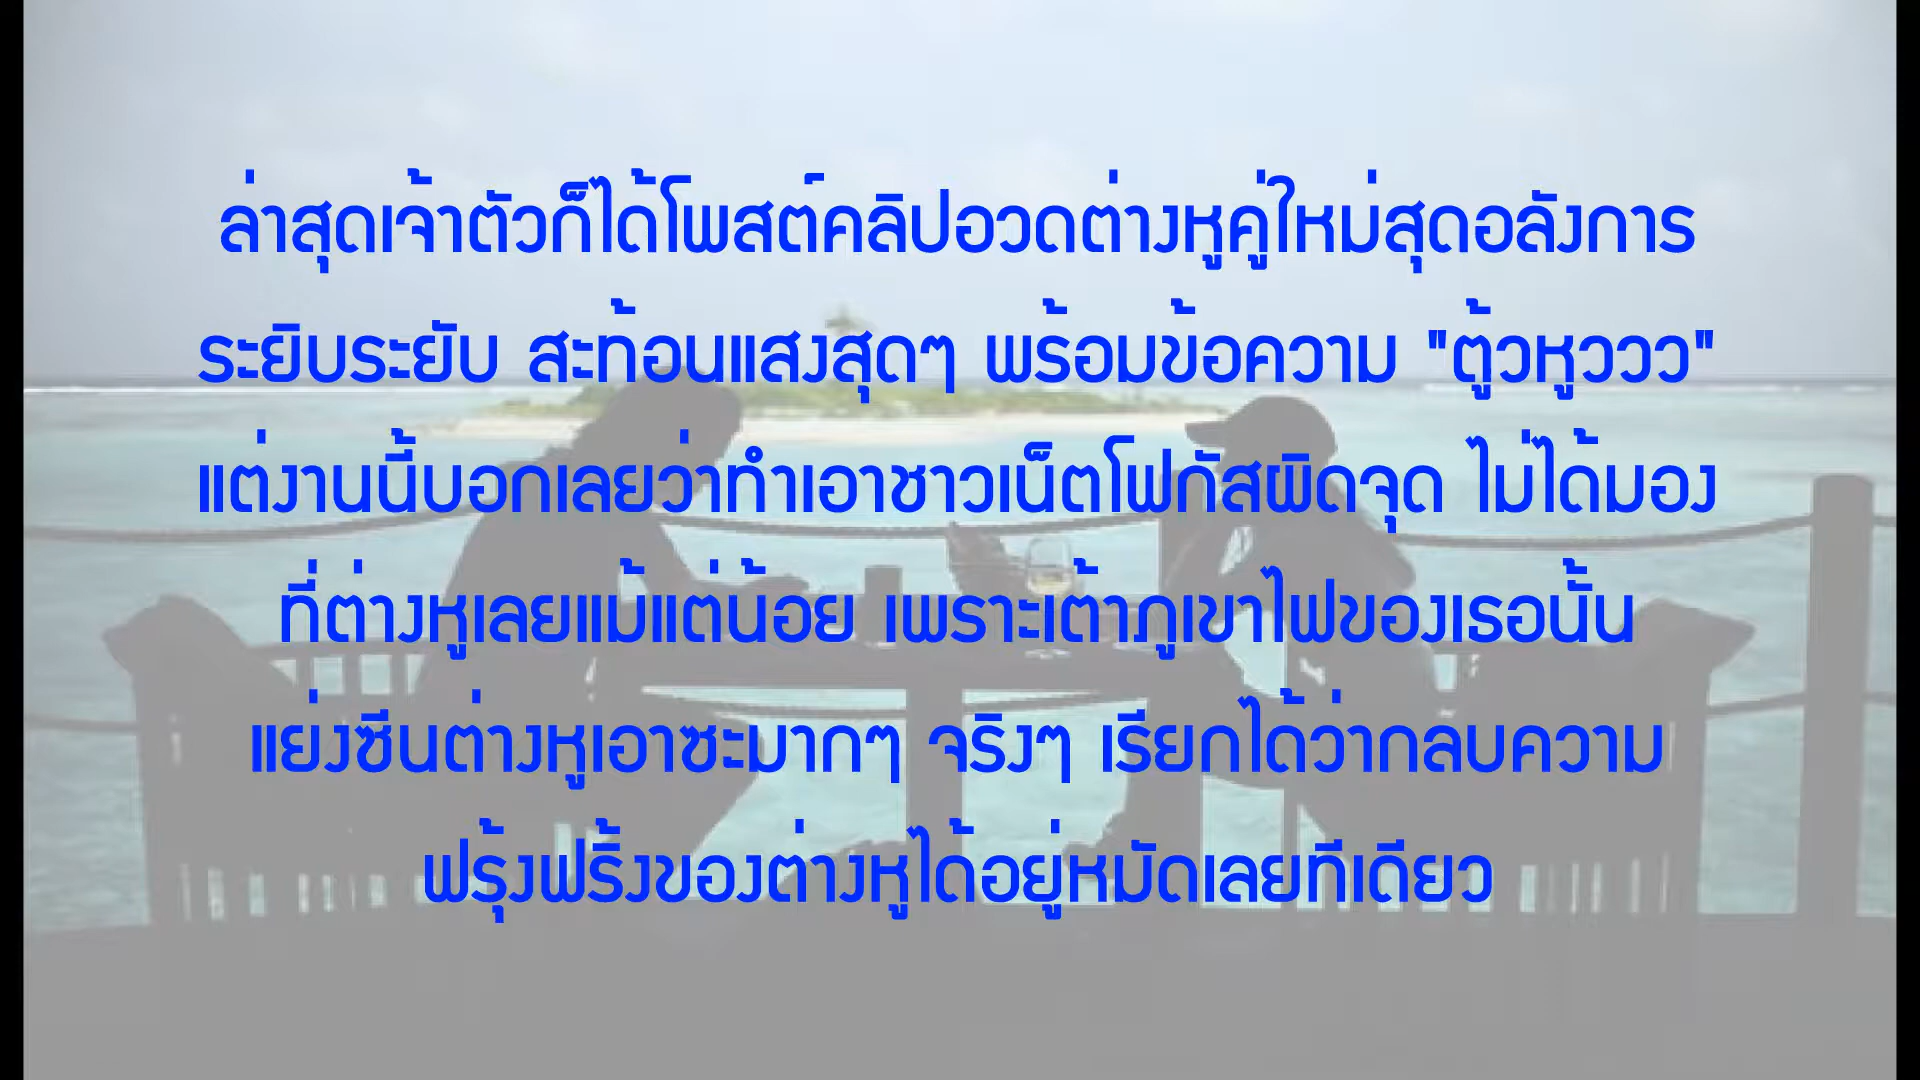 ล่าสุดเจ้าตัวก็ได้โพสต์คลิปอวดต่างหูคู่ใหม่สุดอลังการ
ระยิบระยับ สะท้อนแสงสุดๆ พร้อมข้อความ "ตู้วหูววว"
แต่งานนี้บอกเลยว่าทำเอาชาวเน็ตโฟกัสผิดจุด ไม่ได้มอง
ที่ต่างหูเลยแม้แต่น้อย เพราะเต้าภูเขาไฟของเธอนั้น
แย่งซีนต่างหูเอาซะมากๆ จริงๆ เรียกได้ว่ากลบความ
ฟรุ้งฟริ้งของต่างหูได้อยู่หมัดเลยทีเดียว